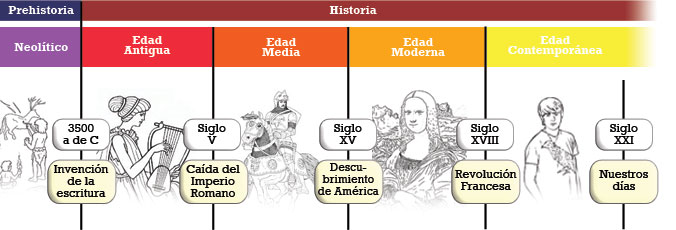 Prehistoria
Historia
Neolítico
Edad
Antigua
Edad
Media
Edad
Moderna
Edad
Contemporánea
3500
a de C
Siglo
V
Siglo
XV
Siglo
XVIII
Siglo
XXI
Invención
de la
escritura
Caída del
Imperio
Romano
Descu-
brimiento
de América
Revolución
Francesa
Nuestros
días